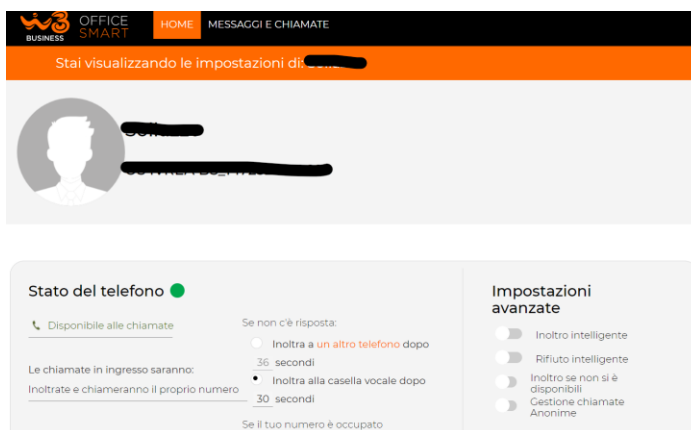 W3 OFFICE SMART
BUSINESS
HOME MESSAGGI E CHIAMATE
Stai visualizzando le impostazioni di:
Stato del telefono
Disponibile alle chiamate
Le chiamate in ingresso saranno:
Inoltrate e chiameranno il proprio numero
Se non c'è risposta:
Inoltra a un altro telefono dopo
36 secondi
Inoltra alla casella vocale dopo
30 secondi
Se il tuo numero è occupato
Impostazioni
avanzate
Inoltro intelligente
Rifiuto intelligente
Inoltro se non si è
disponibili
Gestione chiamate
Anonime